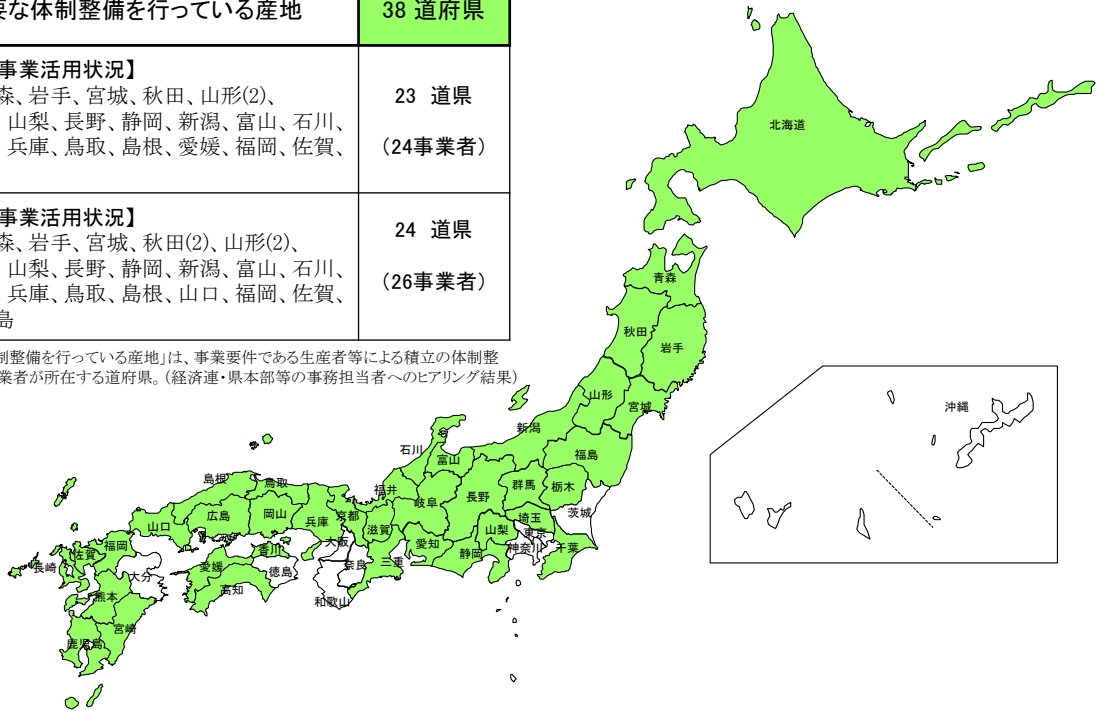 要な体制整備を行っている産地
38 道府県
事業活用状況】
森、岩手、宮城、秋田、山形(2)、
山梨、長野、静岡、新潟、富山、石川、
兵庫、鳥取、島根、愛媛、福岡、佐賀、
23 道県
(24事業者)
事業活用状況】
森、岩手、宮城、秋田(2)、山形(2)、
山梨、長野、静岡、新潟、富山、石川、
兵庫、鳥取、島根、山口、福岡、佐賀、
島
24 道県
(26事業者)
制整備を行っている産地」は、事業要件である生産者等による積立の体制整
業者が所在する道府県。(経済連・県本部等の事務担当者へのヒアリング結果)
北海道
青森
秋田
岩手
山形
宮城
新潟
福島
石川
富山
群馬
栃木
茨城
福井
岐阜
長野
埼玉
山梨
東京
神奈川
千葉
島根
鳥取
岡山
兵庫
京都
滋賀
愛知
静岡
広島
山口
大阪
奈良
三重
和歌山
香川
徳島
愛媛
高知
福岡
佐賀
長崎
大分
熊本
宮崎
鹿児島
沖縄